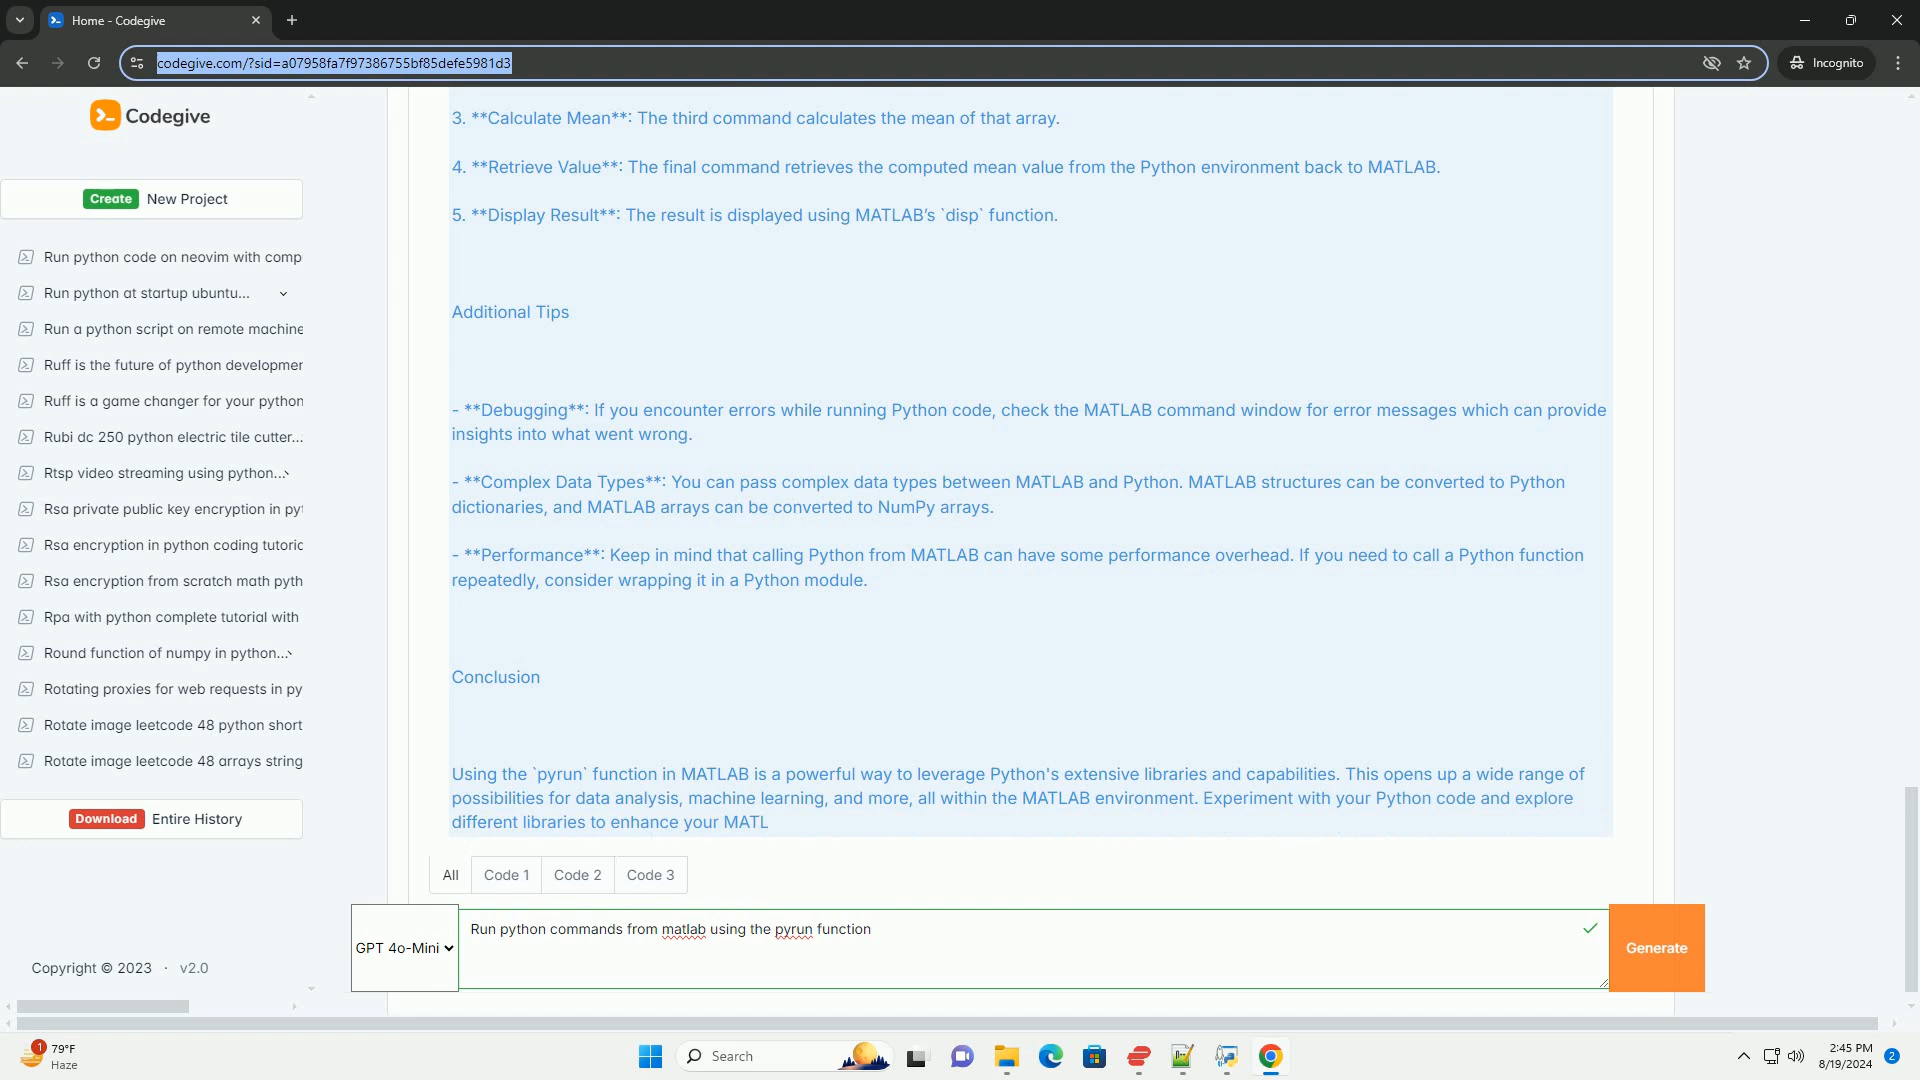 Home - Codegive
codegive.com/?sid=a07958fa7f97386755bf85defe5981d3
Incognito
Codegive
Create New Project
Run python code on neovim with comp
Run python at startup ubuntu...
Run a python script on remote machine
Ruff is the future of python developmer
Ruff is a game changer for your python
Rubi dc 250 python electric tile cutter...
Rtsp video streaming using python...
Rsa private public key encryption in pyt
Rsa encryption in python coding tutoric
Rsa encryption from scratch math pyth
Rpa with python complete tutorial with
Round function of numpy in python...
Rotating proxies for web requests in py
Rotate image leetcode 48 python short
Rotate image leetcode 48 arrays string
Download Entire History
Copyright © 2023 · v2.0
3. **Calculate Mean**: The third command calculates the mean of that array.
4. **Retrieve Value**: The final command retrieves the computed mean value from the Python environment back to MATLAB.
5. **Display Result**: The result is displayed using MATLAB’s `disp` function.
Additional Tips
- **Debugging**: If you encounter errors while running Python code, check the MATLAB command window for error messages which can provide
insights into what went wrong.
- **Complex Data Types**: You can pass complex data types between MATLAB and Python. MATLAB structures can be converted to Python
dictionaries, and MATLAB arrays can be converted to NumPy arrays.
- **Performance**: Keep in mind that calling Python from MATLAB can have some performance overhead. If you need to call a Python function
repeatedly, consider wrapping it in a Python module.
Conclusion
Using the `pyrun` function in MATLAB is a powerful way to leverage Python's extensive libraries and capabilities. This opens up a wide range of
possibilities for data analysis, machine learning, and more, all within the MATLAB environment. Experiment with your Python code and explore
different libraries to enhance your MATL
All Code 1 Code 2 Code 3
GPT 4o-Mini
Run python commands from matlab using the pyrun function
Generate
1
79°F
Haze
Search
2:45 PM
8/19/2024
2